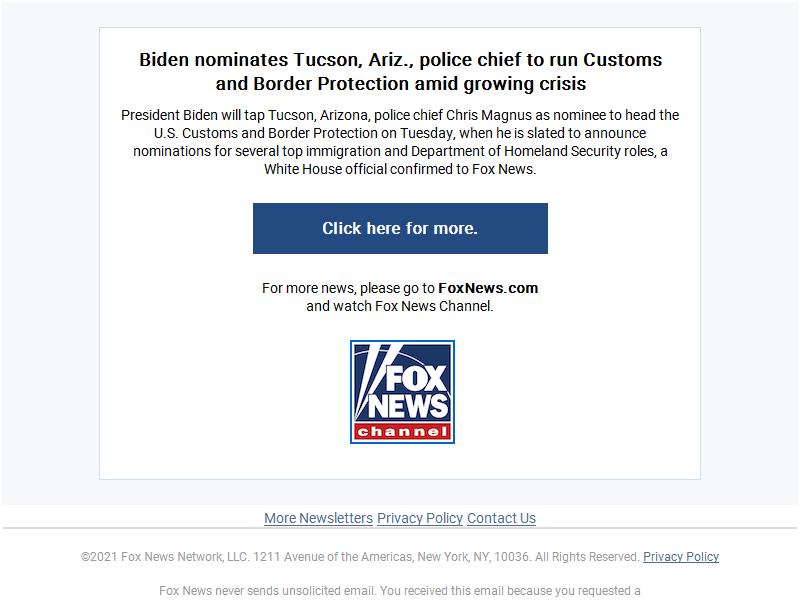 Biden nominates Tucson, Ariz., police chief to run Customs
and Border Protection amid growing crisis
President Biden will tap Tucson, Arizona, police chief Chris Magnus as nominee to head the
U.S. Customs and Border Protection on Tuesday, when he is slated to announce
nominations for several top immigration and Department of Homeland Security roles, a
White House official confirmed to Fox News.
Click here for more.
For more news, please go to FoxNews.com
and watch Fox News Channel.
FOX
NEWS
channel
More Newsletters Privacy Policy Contact Us
©2021 Fox News Network, LLC. 1211 Avenue of the Americas, New York, NY, 10036. All Rights Reserved. Privacy Policy
Fox News never sends unsolicited email. You received this email because you requested a